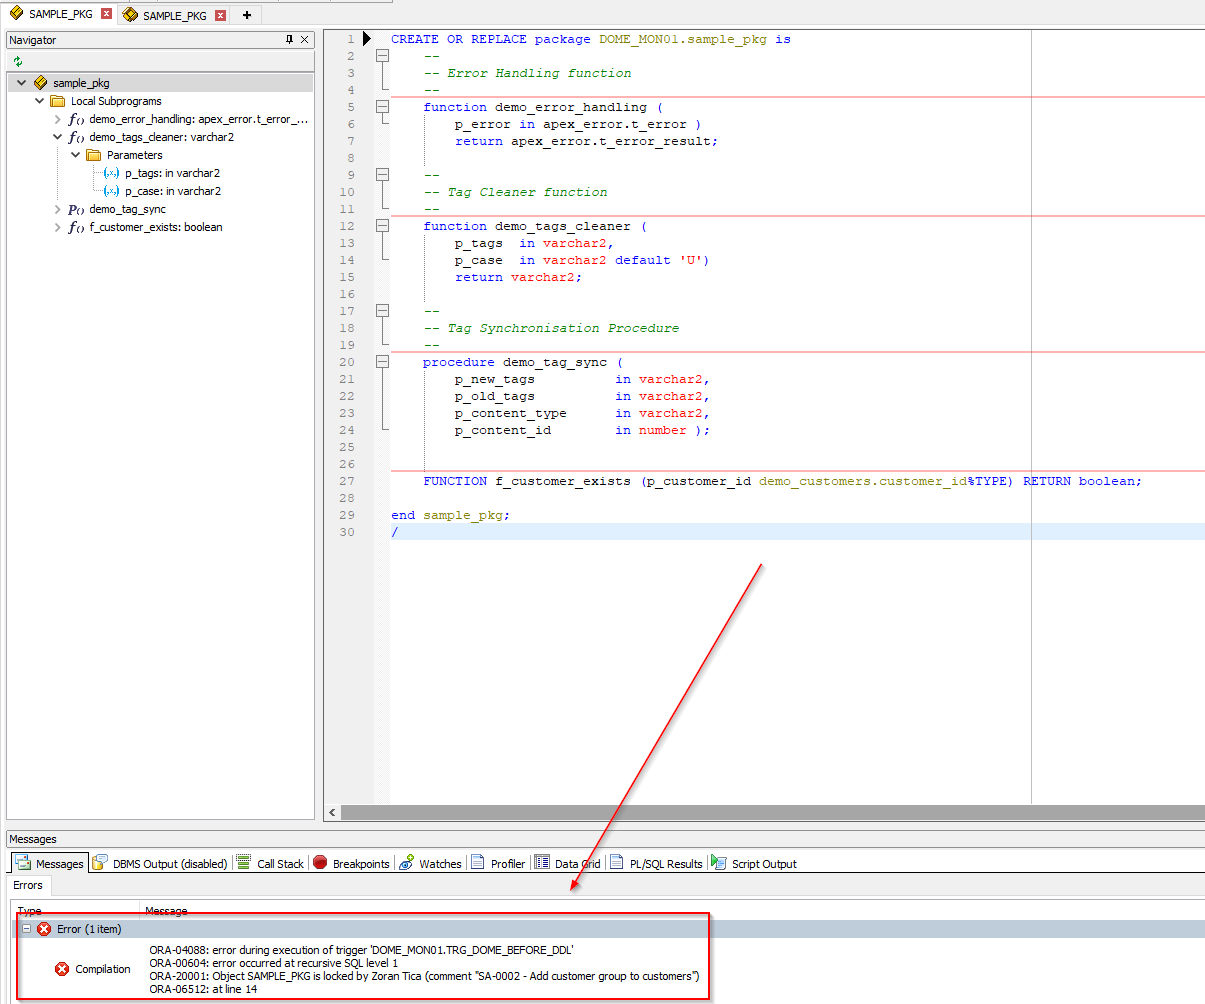 SAMPLE_PKG SAMPLE_PKG +
Navigator
sample_pkg
Local Subprograms
demo_error_handling: apex_error.t_error_...
demo_tags_cleaner: varchar2
Parameters
p_tags: in varchar2
p_case: in varchar2
demo_tag_sync
f_customer_exists: boolean
1 CREATE OR REPLACE package DOME_MON01.sample_pkg is
2 --
3 -- Error Handling function
4 --
5 function demo_error_handling (
6 p_error in apex_error.t_error )
7 return apex_error.t_error_result;
8
9 --
10 -- Tag Cleaner function
11 --
12 function demo_tags_cleaner (
13 p_tags in varchar2,
14 p_case in varchar2 default 'U')
15 return varchar2;
16
17 --
18 -- Tag Synchronisation Procedure
19 --
20 procedure demo_tag_sync (
21 p_new_tags in varchar2,
22 p_old_tags in varchar2,
23 p_content_type in varchar2,
24 p_content_id in number );
25
26
27 FUNCTION f_customer_exists (p_customer_id demo_customers.customer_id%TYPE) RETURN boolean;
28
29 end sample_pkg;
30 /
Messages
Messages DBMS Output (disabled) Call Stack Breakpoints Watches Profiler Data Grid PL/SQL Results Script Output
Errors
Type Message
Error (1 item)
Compilation
ORA-04088: error during execution of trigger 'DOME_MON01.TRG_DOME_BEFORE_DDL'
ORA-00604: error occurred at recursive SQL level 1
ORA-20001: Object SAMPLE_PKG is locked by Zoran Tica (comment "SA-0002 - Add customer group to customers")
ORA-06512: at line 14